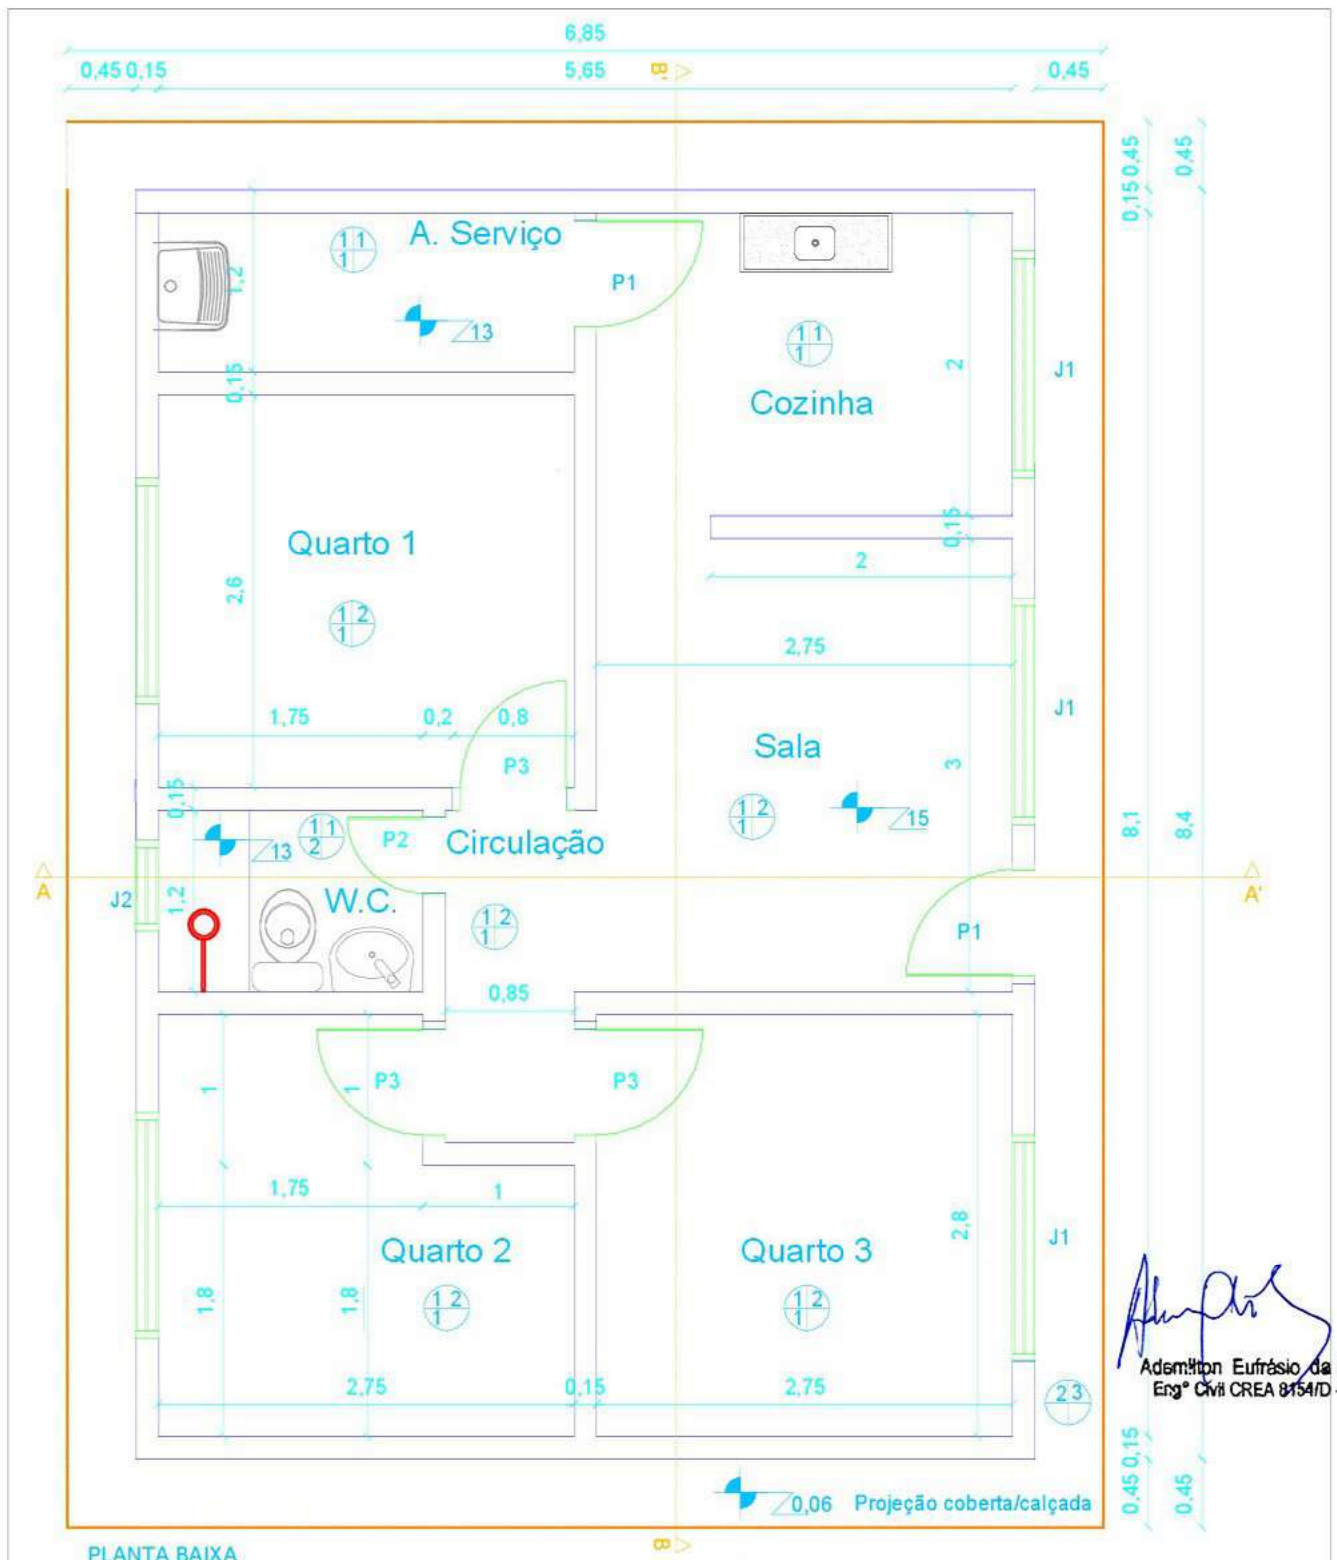 6,85
0,45 0,15 5,65 0,45
B'
0,45
0,15
0,45
A. Serviço
1 1
1
1,2
13
P1
1 1
1
Cozinha
2
J1
0,15
0,15
Quarto 1
2,6
1 2
1
2
2,75
J1
1,75 0,2 0,8
P3
Sala
3
0,15
1 2
1
15
13
1 1
2
P2
Circulação
8,1
8,4
A
J2
1,2
W.C.
A'
1 2
1
P1
0,85
1
1
P3
P3
1,75 1
2,8
J1
Quarto 2
Quarto 3
1,8
1,8
1 2
1
1 2
1
Ademilton Eufrásio da
Engº Civil CREA 8154/D -
2,75 0,15 2,75
2 3
0,15
0,45
0,45
0,06 Projeção coberta/calçada
B
PLANTA BAIXA